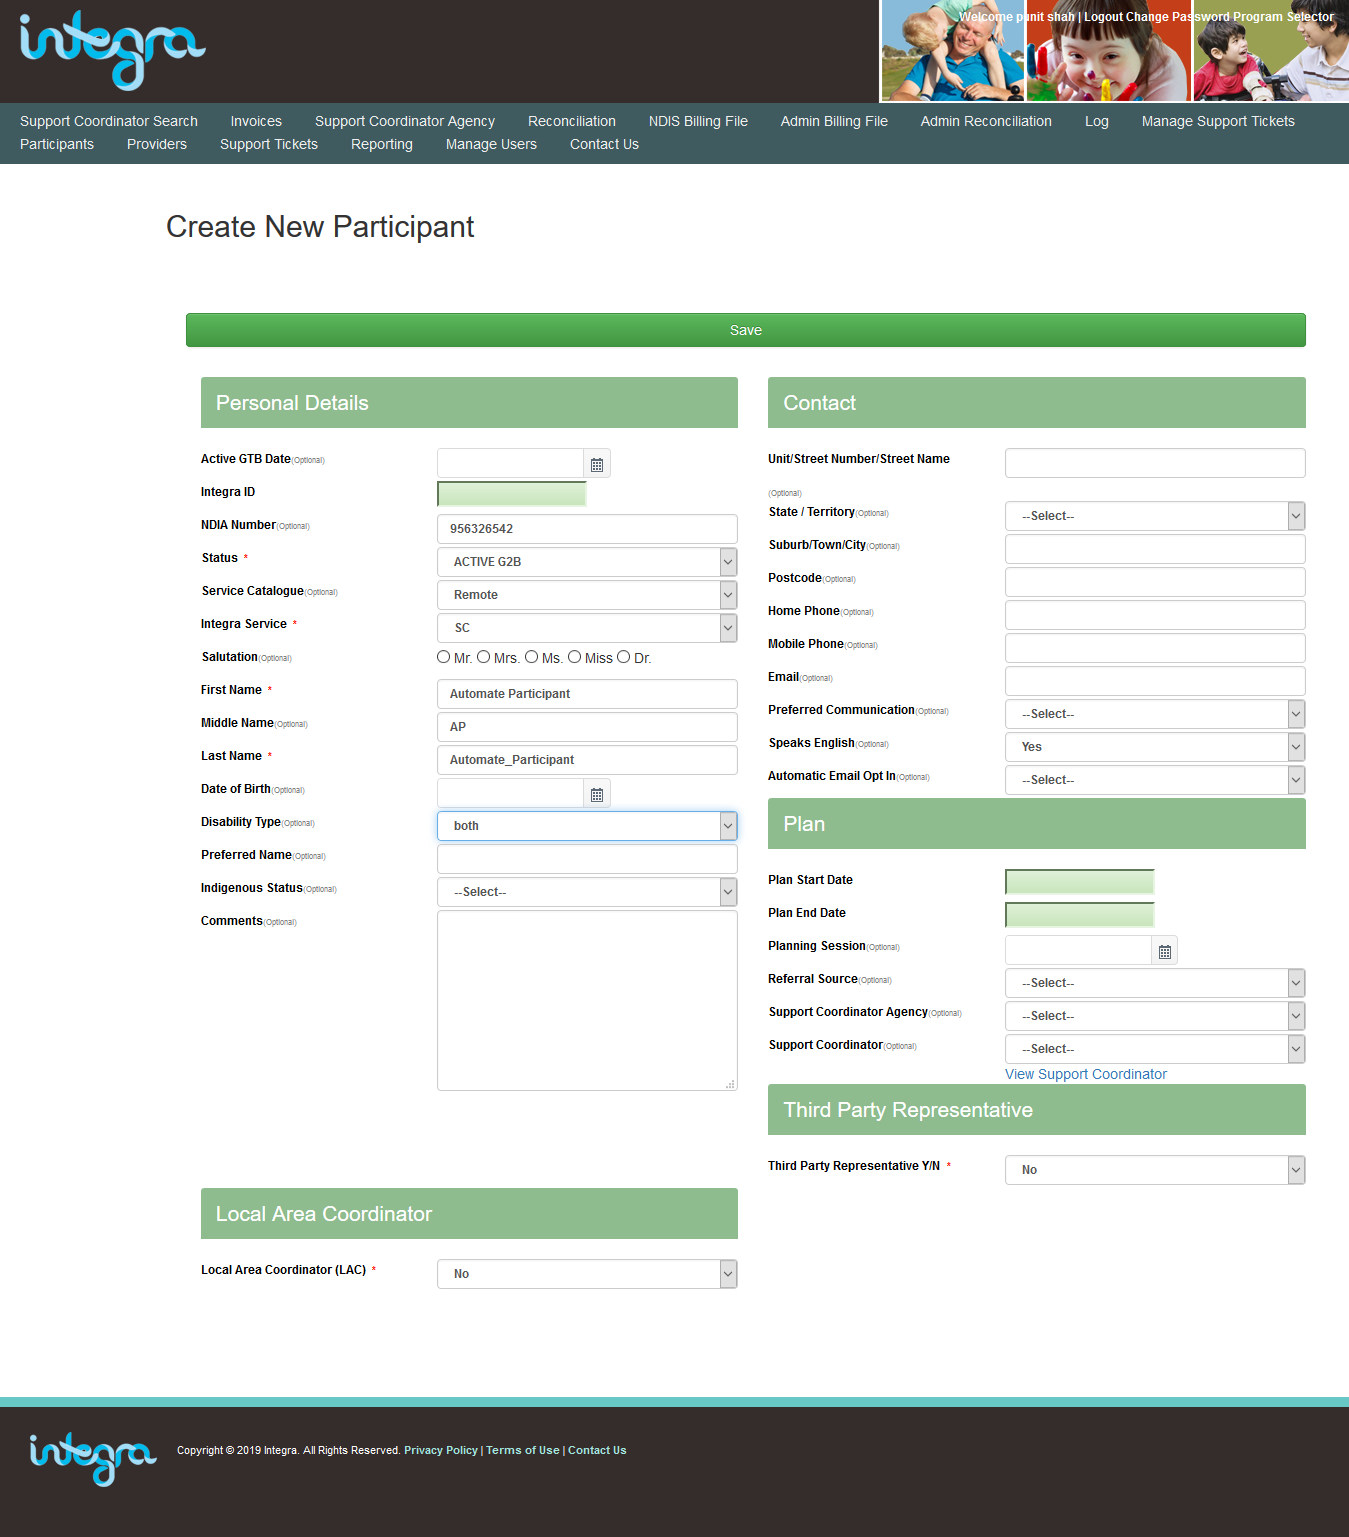 integra
Welcome punit shah | Logout Change Password Program Selector
Support Coordinator Search Invoices Support Coordinator Agency Reconciliation NDIS Billing File Admin Billing File Admin Reconciliation Log Manage Support Tickets
Participants Providers Support Tickets Reporting Manage Users Contact Us
Create New Participant
Save
Personal Details
Active GTB Date(Optional)
Integra ID
NDIA Number(Optional) 956326542
Status * ACTIVE G2B
Service Catalogue(Optional) Remote
Integra Service * SC
Salutation(Optional) Mr. Mrs. Ms. Miss Dr.
First Name * Automate Participant
Middle Name(Optional) AP
Last Name * Automate_Participant
Date of Birth(Optional)
Disability Type(Optional) both
Preferred Name(Optional)
Indigenous Status(Optional) --Select--
Comments(Optional)
Local Area Coordinator
Local Area Coordinator (LAC) * No
Contact
Unit/Street Number/Street Name
(Optional)
State / Territory(Optional) --Select--
Suburb/Town/City(Optional)
Postcode(Optional)
Home Phone(Optional)
Mobile Phone(Optional)
Email(Optional)
Preferred Communication(Optional) --Select--
Speaks English(Optional) Yes
Automatic Email Opt In(Optional) --Select--
Plan
Plan Start Date
Plan End Date
Planning Session(Optional)
Referral Source(Optional) --Select--
Support Coordinator Agency(Optional) --Select--
Support Coordinator(Optional) --Select--
View Support Coordinator
Third Party Representative
Third Party Representative Y/N * No
integra
Copyright © 2019 Integra. All Rights Reserved. Privacy Policy | Terms of Use | Contact Us